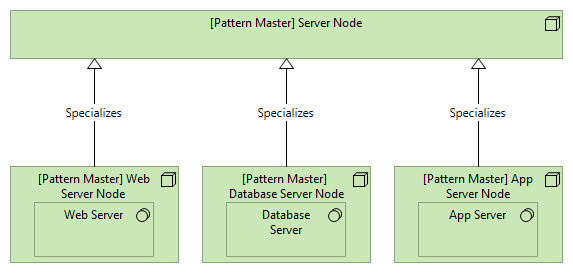 [Pattern Master] Server Node
Specializes
Specializes
Specializes
[Pattern Master] Web
Server Node
Web Server
[Pattern Master]
Database Server Node
Database
Server
[Pattern Master] App
Server Node
App Server